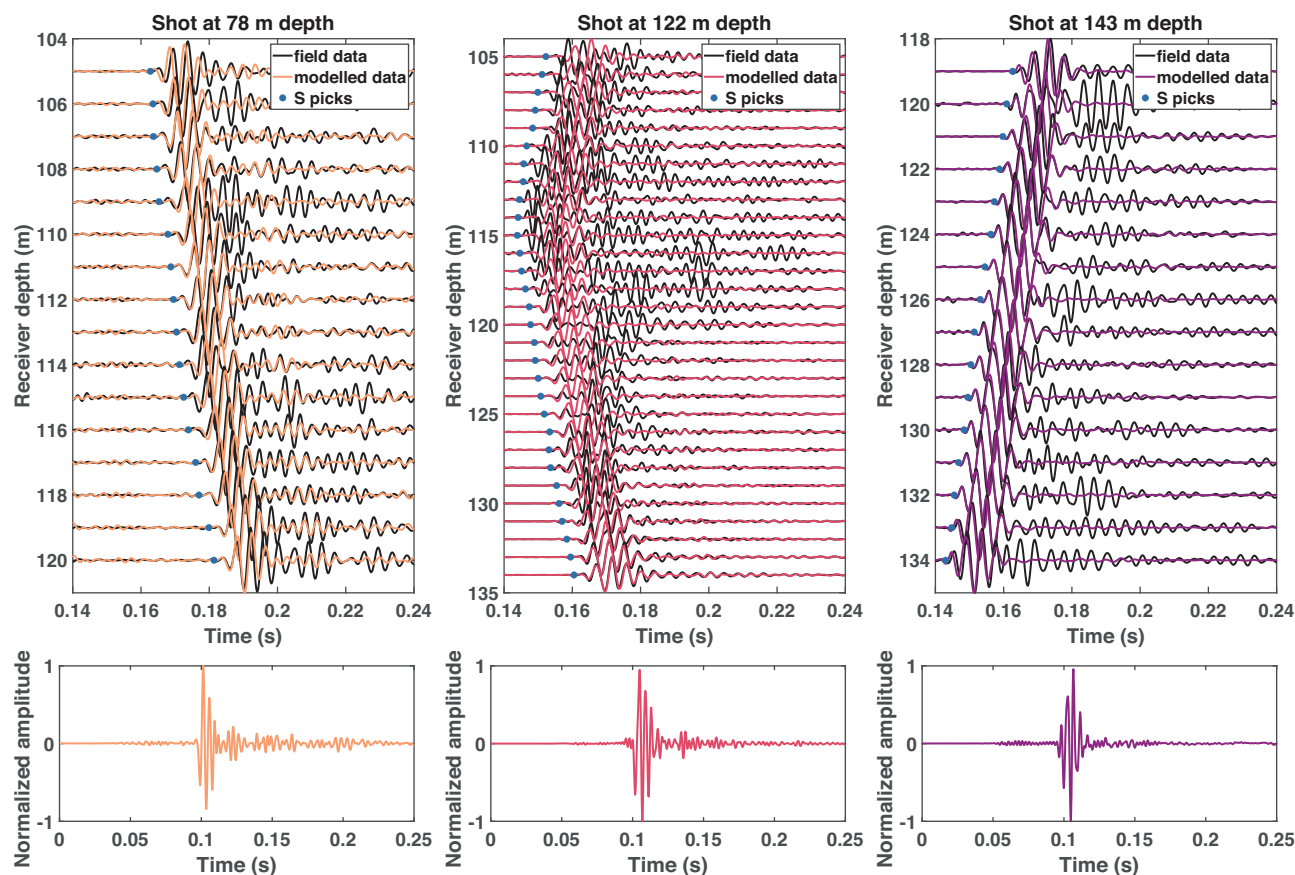 Shot at 78 m depth
Shot at 122 m depth
Shot at 143 m depth
104
106
108
110
112
114
116
118
120
Receiver depth (m)
field data
modelled data
S picks
0.14
0.16
0.18
0.2
0.22
0.24
Time (s)
105
110
115
120
125
130
135
Receiver depth (m)
field data
modelled data
S picks
0.14
0.16
0.18
0.2
0.22
0.24
Time (s)
118
120
122
124
126
128
130
132
134
Receiver depth (m)
field data
modelled data
S picks
0.14
0.16
0.18
0.2
0.22
0.24
Time (s)
Normalized amplitude
1
0
-1
0
0.05
0.1
0.15
0.2
0.25
Time (s)
Normalized amplitude
1
0
-1
0
0.05
0.1
0.15
0.2
0.25
Time (s)
Normalized amplitude
1
0
-1
0
0.05
0.1
0.15
0.2
0.25
Time (s)